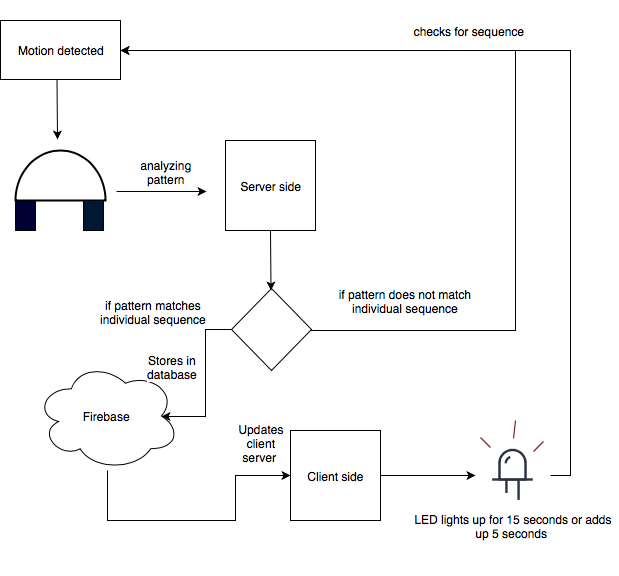 checks for sequence
Motion detected
analyzing
pattern
Server side
if pattern does not match
individual sequence
if pattern matches
individual sequence
Stores in
database
Firebase
Updates
client
server
Client side
LED lights up for 15 seconds or adds
up 5 seconds